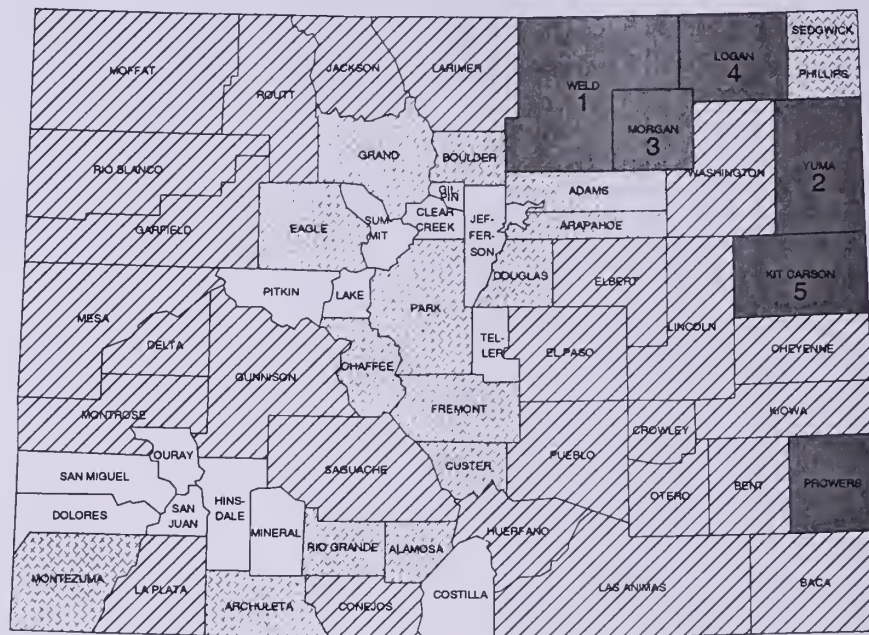 SEDGWICK
MOFFAT
JACKSON
LARIMER
LOGAN
4
ROUTT
WELD
1
PHILLIPS
MORGAN
3
GRAND
BOULDER
YUMA
2
RIO BLANCO
WASHINGTON
GIL-
PIN
ADAMS
CLEAR
CREEK
JEF-
FER-
SON
SUM-
MIT
ARAPAHOE
GARFIELD
EAGLE
DOUGLAS
ELBERT
KIT CARSON
5
PITKIN
LAKE
PARK
MESA
LINCOLN
TEL-
LER
EL PASO
CHEYENNE
DELTA
CHAFFEE
GUNNISON
FREMONT
KIOWA
MONTROSE
CROWLEY
OURAY
SAGUACHE
CUSTER
PUEBLO
SAN MIGUEL
OTERO
BENT
PROWERS
HINS-
DALE
SAN
JUAN
DOLORES
MINERAL
HUERFANO
RIO GRANDE
ALAMOSA
MONTEZUMA
LA PLATA
COSTILLA
LAS ANIMAS
BACA
ARCHULETA
CONEJOS